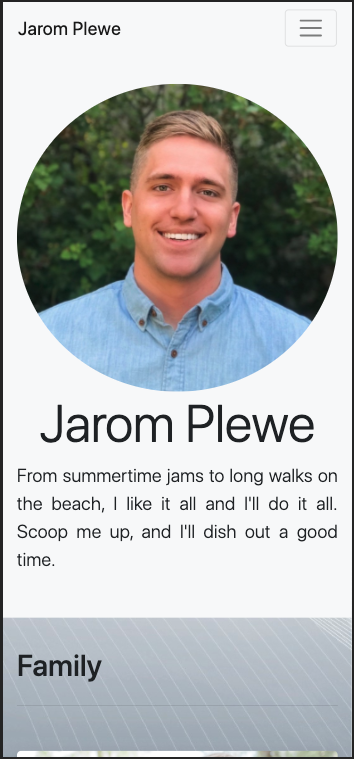 Jarom Plewe
Jarom Plewe
From summertime jams to long walks on
the beach, I like it all and I'll do it all.
Scoop me up, and I'll dish out a good
time.
Family